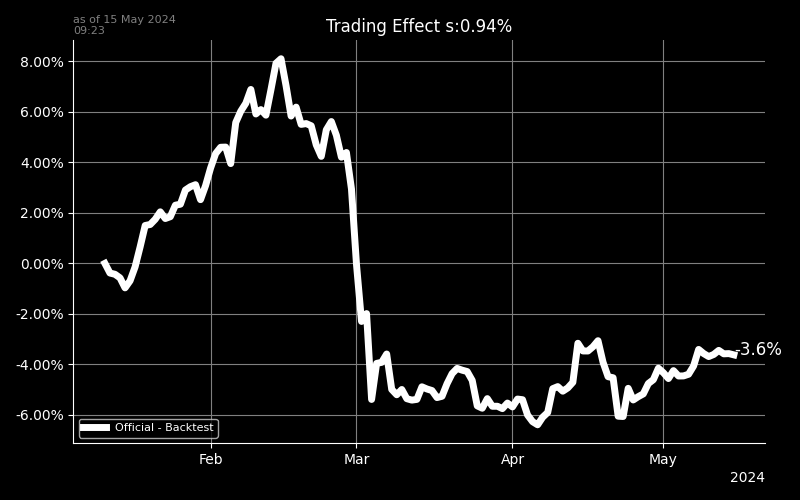 as of 15 May 2024
09:23
Trading Effect s:0.94%
8.00%
6.00%
4.00%
2.00%
0.00%
-2.00%
-4.00%
-6.00%
-3.6%
Official - Backtest
Feb
Mar
Apr
May
2024